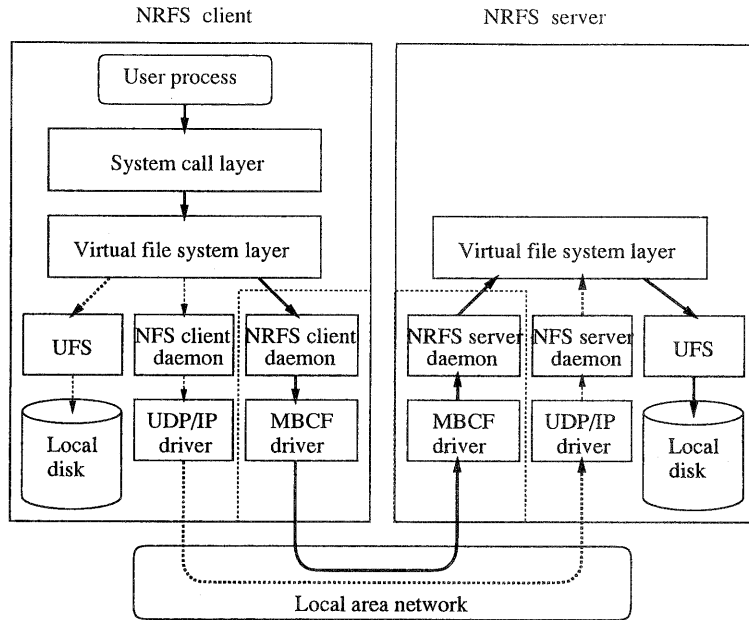 NRFS client
NRFS server
User process
System call layer
Virtual file system layer
Virtual file system layer
UFS
NFS client
daemon
NRFS client
daemon
NRFS server
daemon
NFS server
daemon
UFS
Local
disk
UDP/IP
driver
MBCF
driver
MBCF
driver
UDP/IP
driver
Local
disk
Local area network